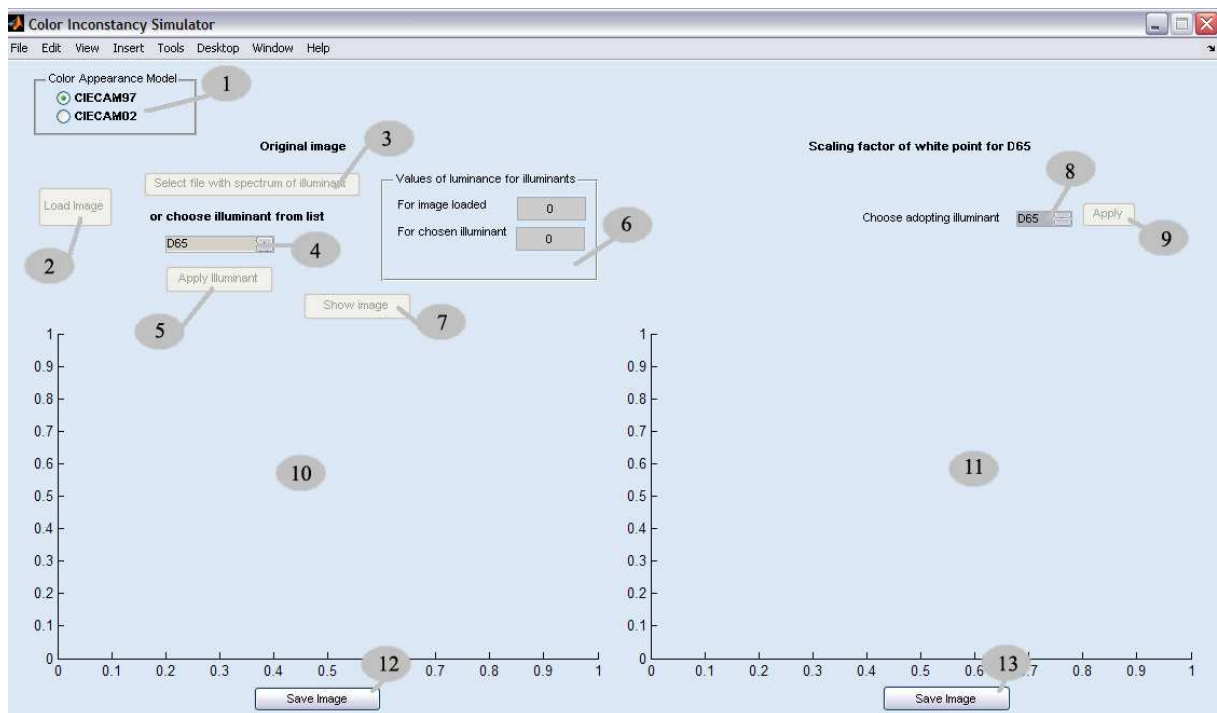 Color Inconstancy Simulator
File Edit View Insert Tools Desktop Window Help
Color Appearance Model
1
CIECAM97
CIECAM02
Original image
3
Scaling factor of white point for D65
Select file with spectrum of illuminant
Values of luminance for illuminants
8
Load Image
For image loaded 0
or choose illuminant from list
Choose adopting illuminant D65 Apply
6
For chosen illuminant 0
D65
4
9
2
Apply Illuminant
Show image
5
7
1
0.9
0.8
0.7
0.6
0.5
0.4
0.3
0.2
0.1
0
10
0 0.1 0.2 0.3 0.4 0.5 0.7 0.8 0.9 1
12
Save Image
1
0.9
0.8
0.7
0.6
0.5
0.4
0.3
0.2
0.1
0
11
0 0.1 0.2 0.3 0.4 0.5 0.6 0.7 0.8 0.9 1
13
Save Image